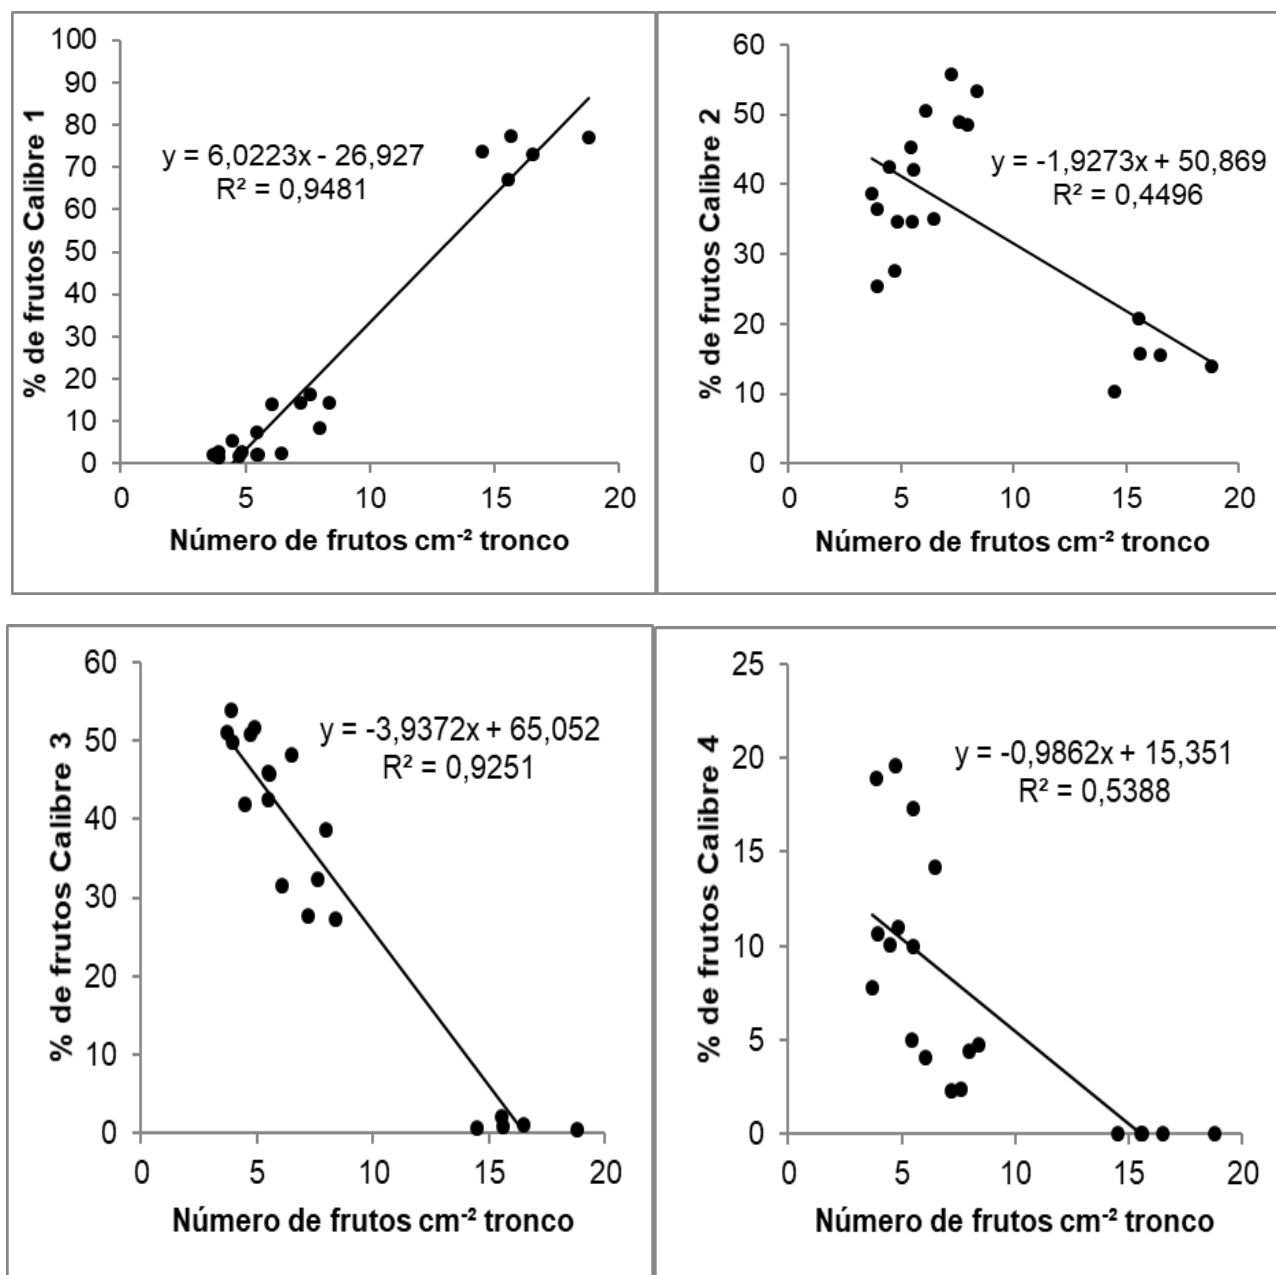 % de frutos Calibre 1
100
90
80
70
60
50
40
30
20
10
0
y = 6,0223x - 26,927
R² = 0,9481
0 5 10 15 20
Número de frutos cm⁻² tronco
% de frutos Calibre 2
60
50
40
30
20
10
0
y = -1,9273x + 50,869
R² = 0,4496
0 5 10 15 20
Número de frutos cm⁻² tronco
% de frutos Calibre 3
60
50
40
30
20
10
0
y = -3,9372x + 65,052
R² = 0,9251
0 5 10 15 20
Número de frutos cm⁻² tronco
% de frutos Calibre 4
25
20
15
10
5
0
y = -0,9862x + 15,351
R² = 0,5388
0 5 10 15 20
Número de frutos cm⁻² tronco